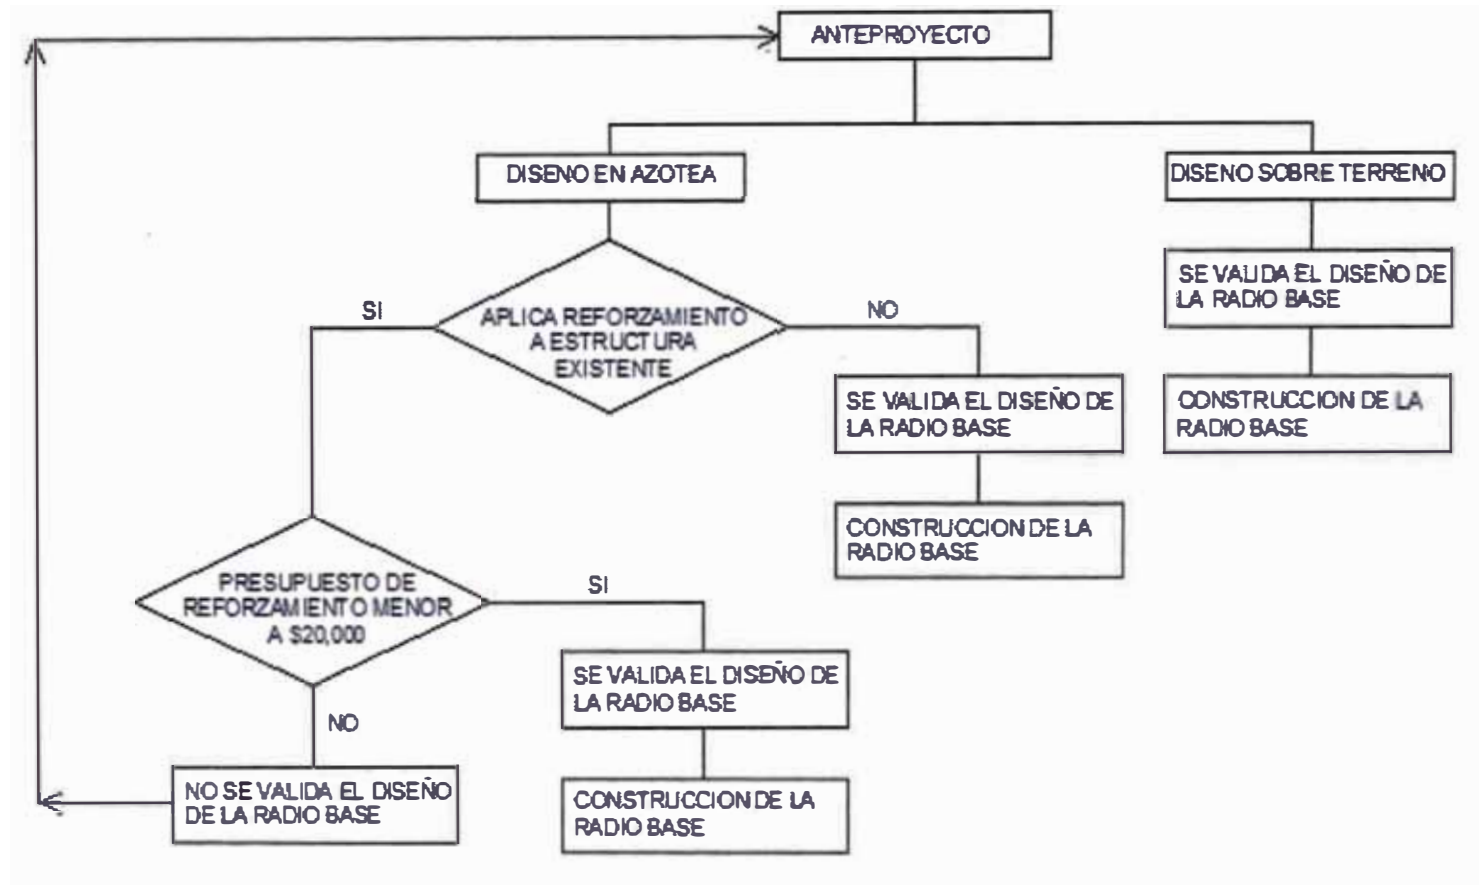 ANTEPROYECTO
DISENO EN AZOTEA
DISENO SOBRE TERRENO
SE VALIDA EL DISEÑO DE
LA RADIO BASE
SI
APLICA REFORZAMIENTO
A ESTRUCTURA
EXISTENTE
NO
SE VALIDA EL DISEÑO DE
LA RADIO BASE
CONSTRUCCION DE LA
RADIO BASE
CONSTRUCCION DE LA
RADIO BASE
PRESUPUESTO DE
REFORZAMIENTO MENOR
A $20,000
SI
SE VALIDA EL DISEÑO DE
LA RADIO BASE
NO
NO SE VALIDA EL DISEÑO
DE LA RADIO BASE
CONSTRUCCION DE LA
RADIO BASE